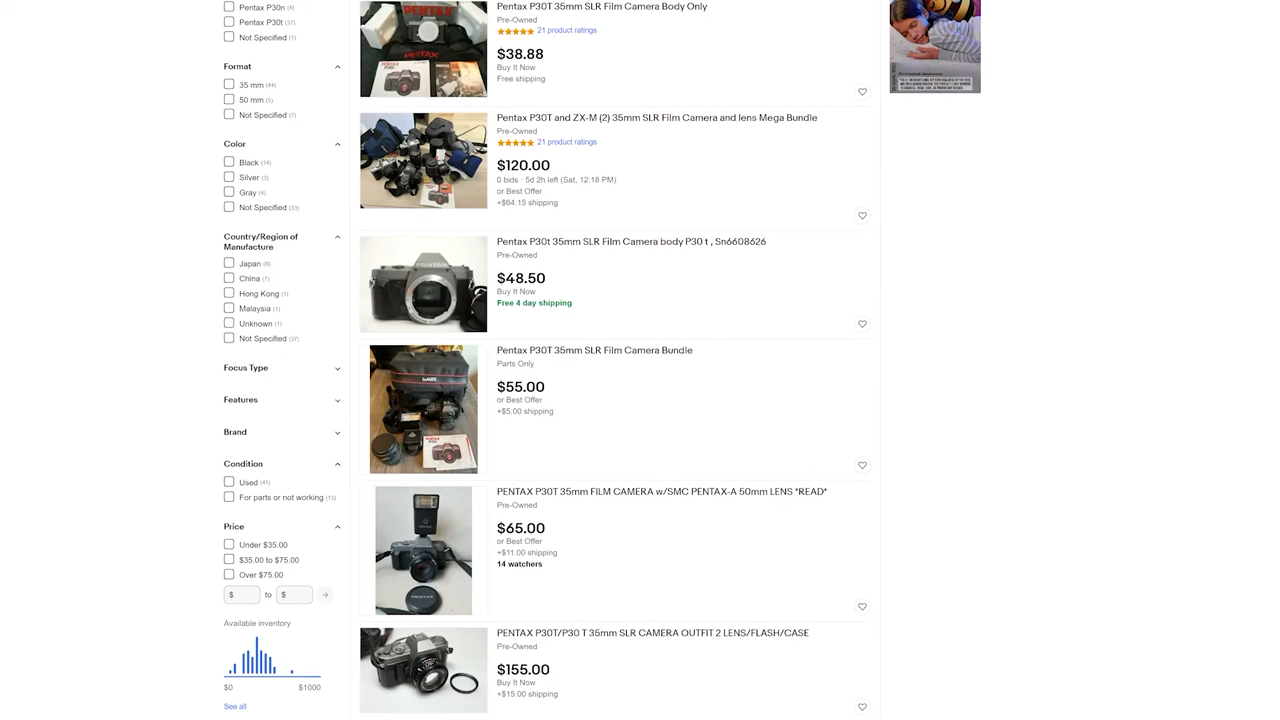 Pentax P30n (4)
Pentax P30t (37)
Not Specified (1)
Format
35 mm (44)
50 mm (5)
Not Specified (7)
Color
Black (14)
Silver (3)
Gray (4)
Not Specified (33)
Country/Region of
Manufacture
Japan (8)
China (7)
Hong Kong (1)
Malaysia (1)
Unknown (1)
Not Specified (37)
Focus Type
Features
Brand
Condition
Used (41)
For parts or not working (13)
Price
Under $35.00
$35.00 to $75.00
Over $75.00
$ to $
Available inventory
$0 $1000
See all
Pentax P30T 35mm SLR Film Camera Body Only
Pre-Owned
21 product ratings
$38.88
Buy It Now
Free shipping
PENTAX
Pentax P30T and ZX-M (2) 35mm SLR Film Camera and lens Mega Bundle
Pre-Owned
21 product ratings
$120.00
0 bids · 5d 2h left (Sat, 12:18 PM)
or Best Offer
+$64.15 shipping
Pentax P30t 35mm SLR Film Camera body P30 t , Sn6608626
Pre-Owned
$48.50
Buy It Now
Free 4 day shipping
PENTAX
Pentax P30T 35mm SLR Film Camera Bundle
Parts Only
$55.00
or Best Offer
+$5.00 shipping
PENTAX P30T 35mm FILM CAMERA w/SMC PENTAX-A 50mm LENS *READ*
Pre-Owned
$65.00
or Best Offer
+$11.00 shipping
14 watchers
PENTAX
PENTAX P30T/P30 T 35mm SLR CAMERA OUTFIT 2 LENS/FLASH/CASE
Pre-Owned
$155.00
Buy It Now
+$15.00 shipping